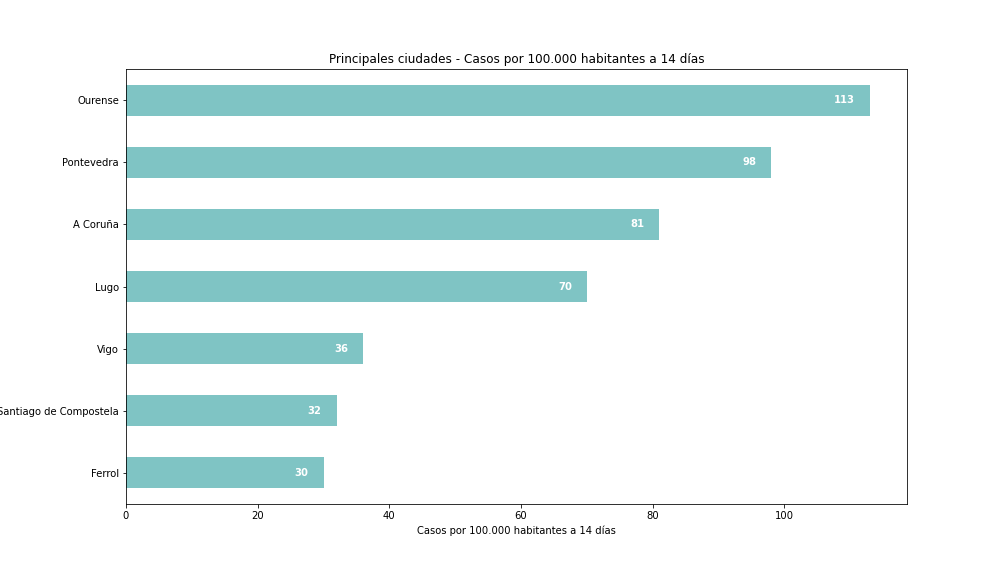 Principales ciudades - Casos por 100.000 habitantes a 14 días
Ourense 113
Pontevedra 98
A Coruña 81
Lugo 70
Vigo 36
Santiago de Compostela 32
Ferrol 30
0 20 40 60 80 100
Casos por 100.000 habitantes a 14 días